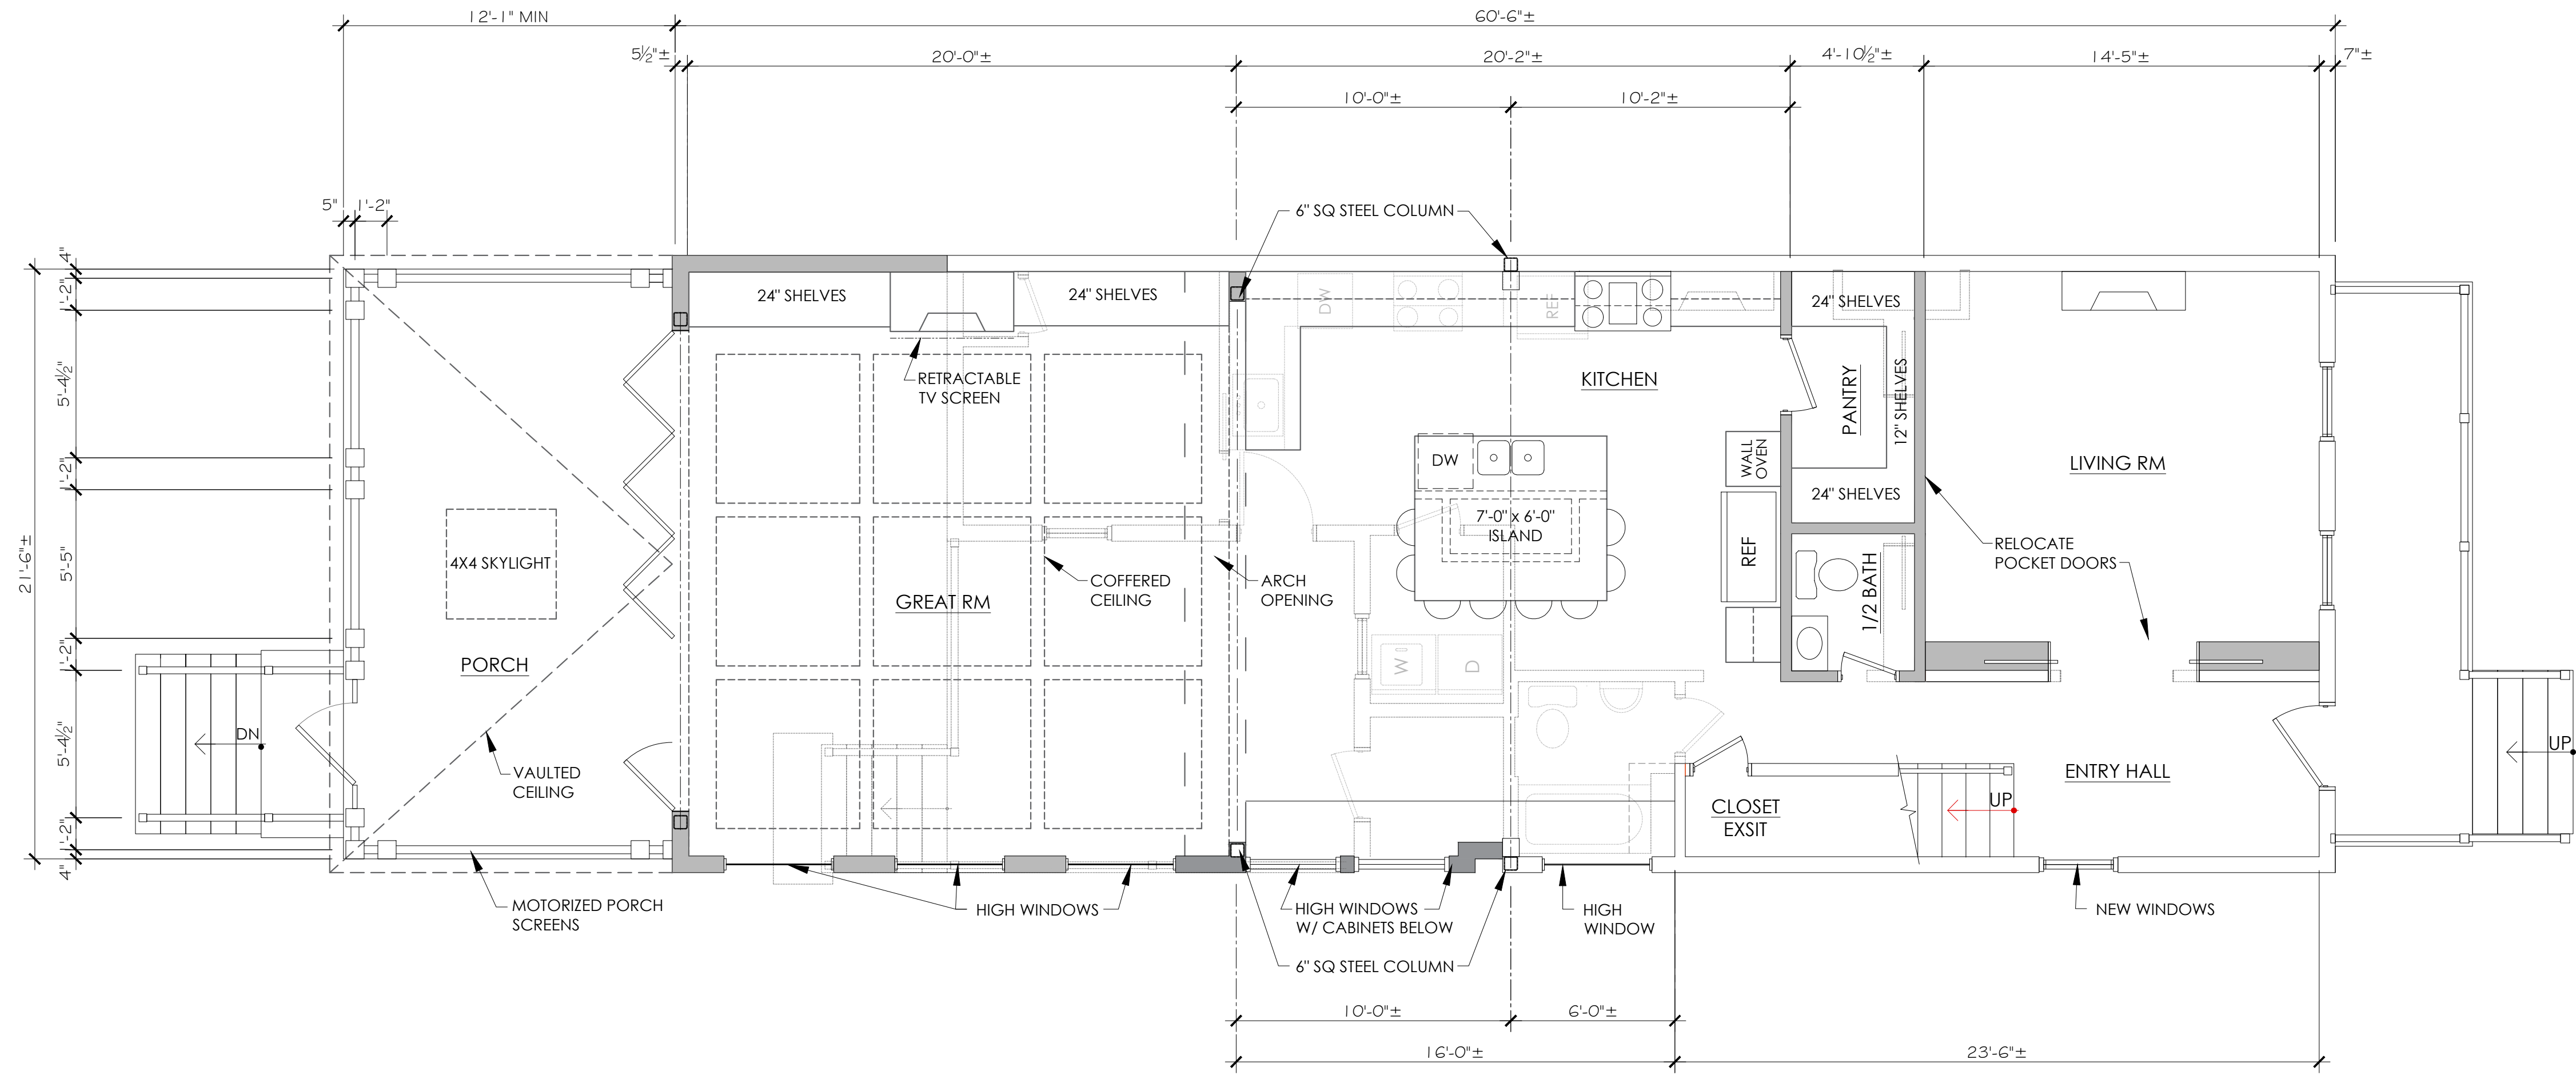 12'-1" MIN
60'-6"±
5½"±
20'-0"±
20'-2"±
4'-10½"±
14'-5"±
7"±
10'-0"±
10'-2"±
5"
1'-2"
6" SQ STEEL COLUMN
4"
1'-2"
5'-4½"
1'-2"
5'-5"
1'-2"
5'-4½"
1'-2"
4"
21'-6"±
24" SHELVES
24" SHELVES
DW
REF
24" SHELVES
RETRACTABLE
TV SCREEN
KITCHEN
PANTRY
12" SHELVES
DW
WALL
OVEN
LIVING RM
24" SHELVES
7'-0" x 6'-0"
ISLAND
4X4 SKYLIGHT
REF
RELOCATE
POCKET DOORS
COFFERED
CEILING
ARCH
OPENING
1/2 BATH
GREAT RM
PORCH
W
D
DN
UP
VAULTED
CEILING
ENTRY HALL
CLOSET
EXSIT
UP
MOTORIZED PORCH
SCREENS
HIGH WINDOWS
HIGH WINDOWS
W/ CABINETS BELOW
HIGH
WINDOW
NEW WINDOWS
6" SQ STEEL COLUMN
10'-0"±
6'-0"±
16'-0"±
23'-6"±